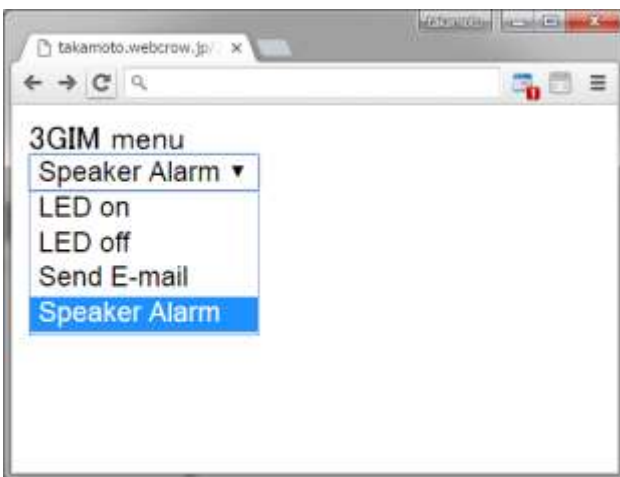 takamoto.webcrow.jp/
3GIM menu
Speaker Alarm
LED on
LED off
Send E-mail
Speaker Alarm